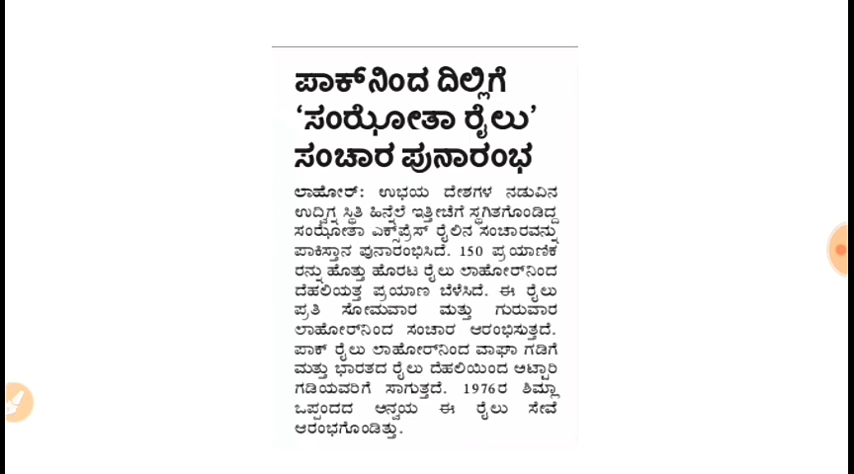 ಪಾಕ್‌ನಿಂದ ದಿಲ್ಲಿಗೆ
‘ಸಂಝೋತಾ ರೈಲು’
ಸಂಚಾರ ಪುನಾರಂಭ
ಲಾಹೋರ್: ಉಭಯ ದೇಶಗಳ ನಡುವಿನ
ಉದ್ವಿಗ್ನ ಸ್ಥಿತಿ ಹಿನ್ನೆಲೆ ಇತ್ತೀಚೆಗೆ ಸ್ಥಗಿತಗೊಂಡಿದ್ದ
ಸಂಝೋತಾ ಎಕ್ಸ್‌ಪ್ರೆಸ್ ರೈಲಿನ ಸಂಚಾರವನ್ನು
ಪಾಕಿಸ್ತಾನ ಪುನಾರಂಭಿಸಿದೆ. 150 ಪ್ರಯಾಣಿಕ
ರನ್ನು ಹೊತ್ತು ಹೊರಟ ರೈಲು ಲಾಹೋರ್‌ನಿಂದ
ದೆಹಲಿಯತ್ತ ಪ್ರಯಾಣ ಬೆಳೆಸಿದೆ. ಈ ರೈಲು
ಪ್ರತಿ ಸೋಮವಾರ ಮತ್ತು ಗುರುವಾರ
ಲಾಹೋರ್‌ನಿಂದ ಸಂಚಾರ ಆರಂಭಿಸುತ್ತದೆ.
ಪಾಕ್ ರೈಲು ಲಾಹೋರ್‌ನಿಂದ ವಾಘಾ ಗಡಿಗೆ
ಮತ್ತು ಭಾರತದ ರೈಲು ದೆಹಲಿಯಿಂದ ಅಟ್ಪಾರಿ
ಗಡಿಯವರಿಗೆ ಸಾಗುತ್ತದೆ. 1976ರ ಶಿಮ್ಲಾ
ಒಪ್ಪಂದದ ಅನ್ವಯ ಈ ರೈಲು ಸೇವೆ
ಆರಂಭಗೊಂಡಿತ್ತು.